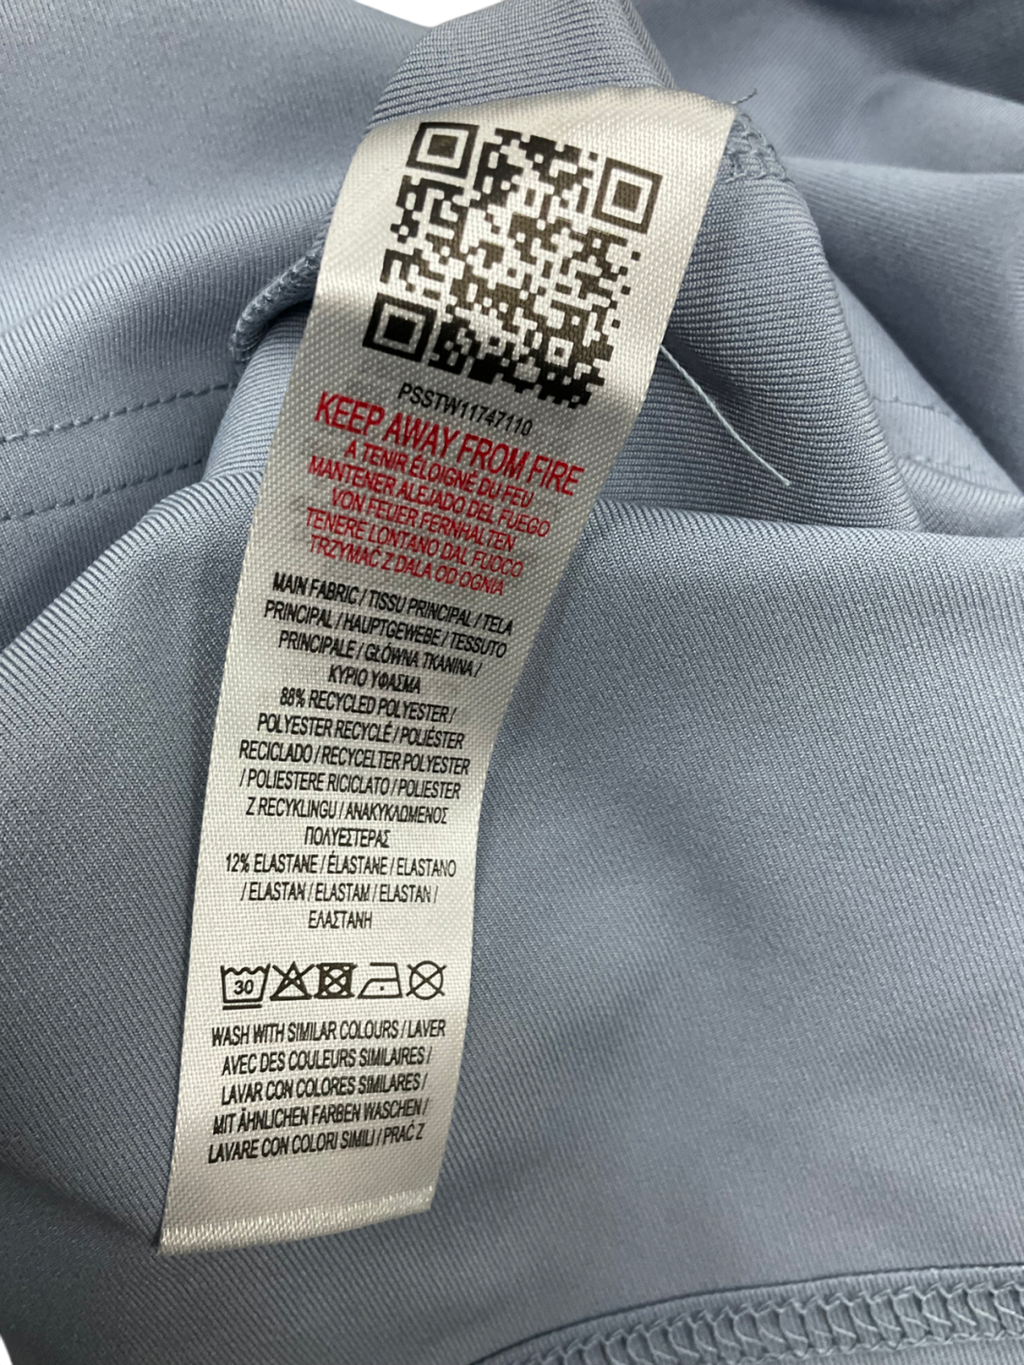 PSSTW11747110
KEEP AWAY FROM FIRE
A TENIR ÉLOIGNÉ DU FEU
MANTENER ALEJADO DEL FUEGO
VON FEUER FERNHALTEN
TENERE LONTANO DAL FUOCO
TRZYMAĆ Z DALA OD OGNIA
MAIN FABRIC / TISSU PRINCIPAL / TELA
PRINCIPAL / HAUPTGEWEBE / TESSUTO
PRINCIPALE / GŁÓWNA TKANINA /
ΚΥΡΙΟ ΥΦΑΣΜΑ
88% RECYCLED POLYESTER /
POLYESTER RECYCLÉ / POLIÉSTER
RECICLADO / RECYCELTER POLYESTER
/ POLIESTERE RICICLATO / POLIESTER
Z RECYKLINGU / ΑΝΑΚΥΚΛΩΜΕΝΟΣ
ΠΟΛΥΕΣΤΕΡΑΣ
12% ELASTANE / ÉLASTANE / ELASTANO
/ ELASTAN / ELASTAM / ELASTAN /
ΕΛΑΣΤΑΝΗ
30
WASH WITH SIMILAR COLOURS / LAVER
AVEC DES COULEURS SIMILAIRES /
LAVAR CON COLORES SIMILARES /
MIT ÄHNLICHEN FARBEN WASCHEN /
LAVARE CON COLORI SIMILI / PRAĆ Z